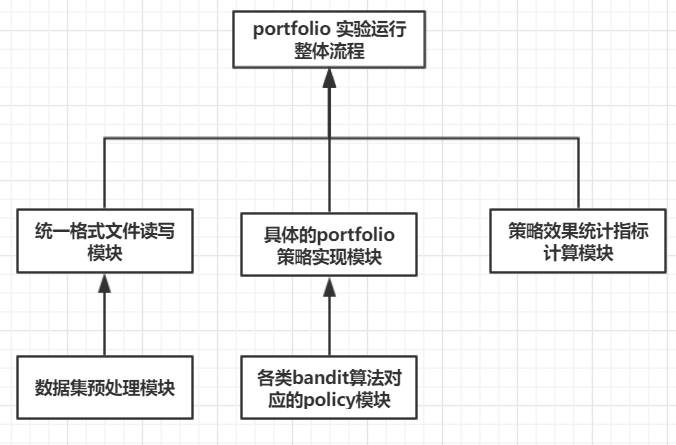 portfolio 实验运行
整体流程
统一格式文件读写
模块
具体的portfolio
策略实现模块
策略效果统计指标
计算模块
数据集预处理模块
各类bandit算法对
应的policy模块